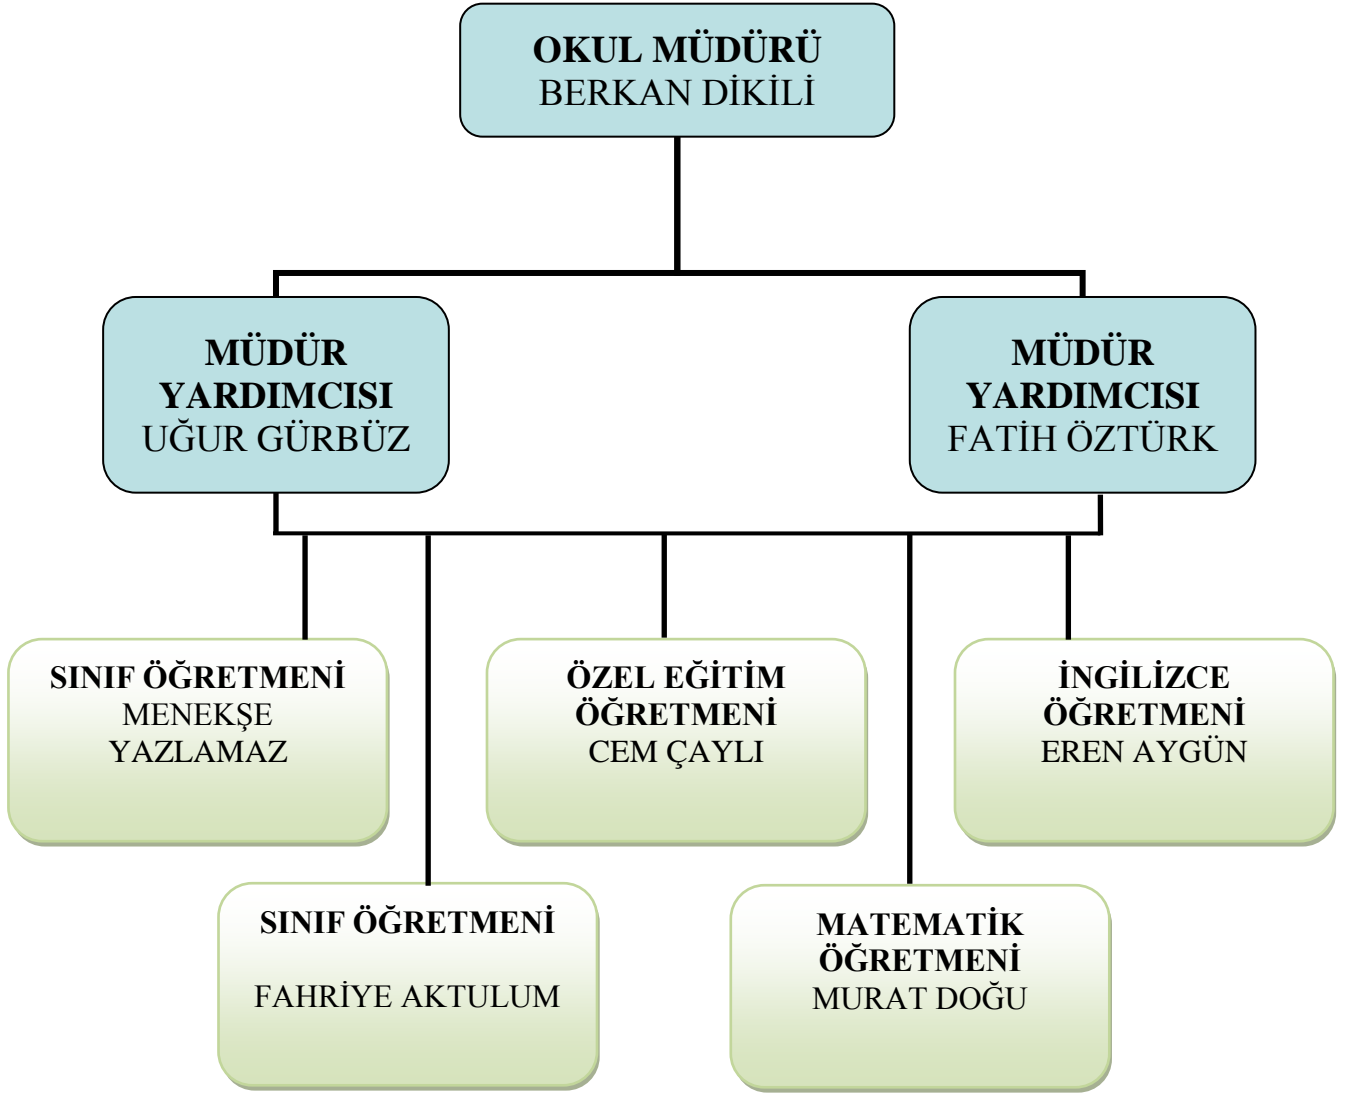 OKUL MÜDÜRÜ
BERKAN DİKİLİ
MÜDÜR
YARDIMCISI
UĞUR GÜRBÜZ
MÜDÜR
YARDIMCISI
FATİH ÖZTÜRK
SINIF ÖĞRETMENİ
MENEKŞE
YAZLAMAZ
ÖZEL EĞİTİM
ÖĞRETMENİ
CEM ÇAYLI
İNGİLİZCE
ÖĞRETMENİ
EREN AYGÜN
SINIF ÖĞRETMENİ
FAHRİYE AKTULUM
MATEMATİK
ÖĞRETMENİ
MURAT DOĞU